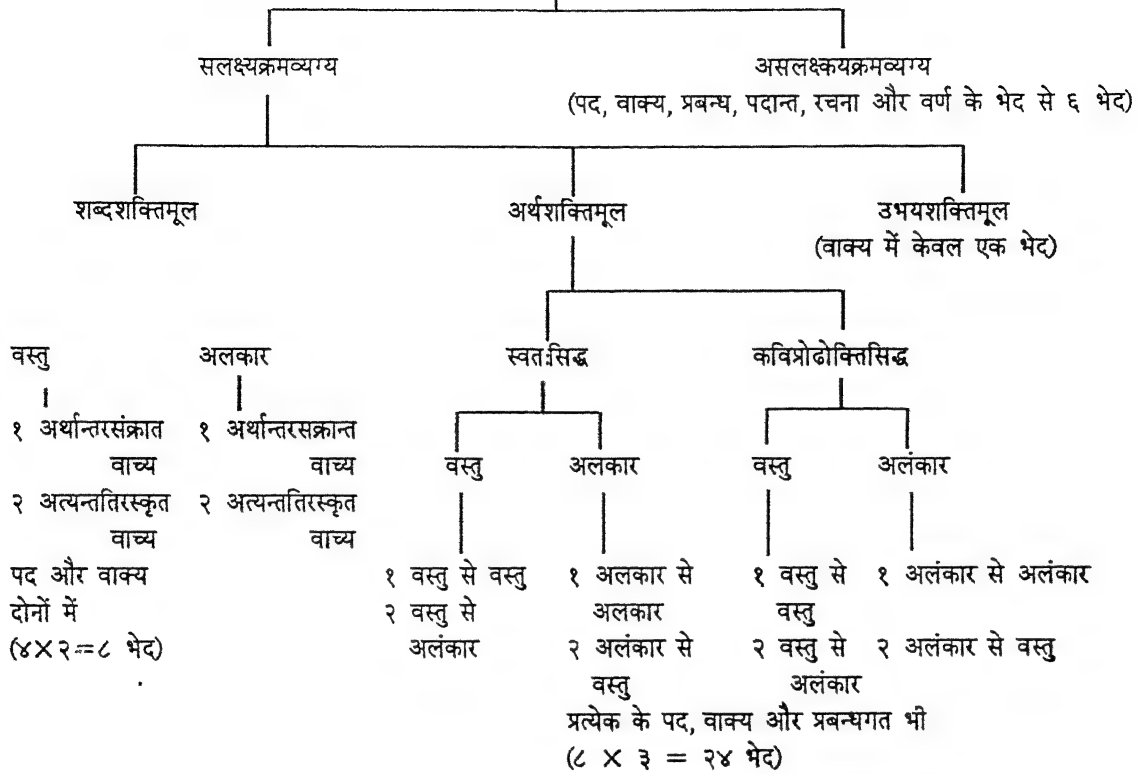 सलक्ष्यक्रमव्यग्य
असलक्ष्कयक्रमव्यग्य
(पद, वाक्य, प्रबन्ध, पदान्त, रचना और वर्ण के भेद से ६ भेद)
शब्दशक्तिमूल
अर्थशक्तिमूल
उभयशक्तिमूल
(वाक्य में केवल एक भेद)
वस्तु
अलकार
स्वतःसिद्ध
कविप्रोढोक्तिसिद्ध
१ अर्थान्तरसंक्रात
वाच्य
२ अत्यन्ततिरस्कृत
वाच्य
१ अर्थान्तरसक्रान्त
वाच्य
२ अत्यन्ततिरस्कृत
वाच्य
पद और वाक्य
दोनों में
(४×२=८ भेद)
वस्तु
अलकार
वस्तु
अलंकार
१ वस्तु से वस्तु
२ वस्तु से
अलंकार
१ अलकार से
अलकार
२ अलंकार से
वस्तु
१ वस्तु से
वस्तु
२ वस्तु से
अलंकार
१ अलंकार से अलंकार
२ अलंकार से वस्तु
प्रत्येक के पद, वाक्य और प्रबन्धगत भी
(८ × ३ = २४ भेद)